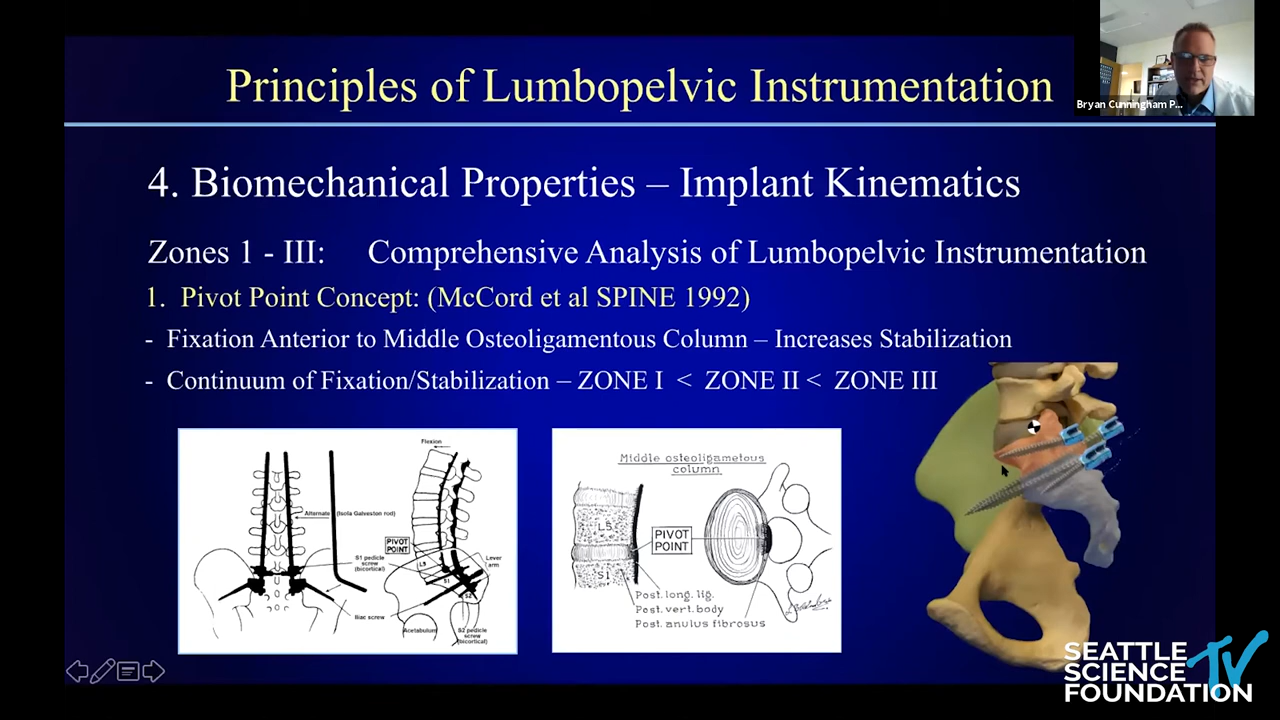 Principles of Lumbopelvic Instrumentation
Bryan Cunningham P...
4. Biomechanical Properties – Implant Kinematics
Zones 1 - III: Comprehensive Analysis of Lumbopelvic Instrumentation
1. Pivot Point Concept: (McCord et al SPINE 1992)
- Fixation Anterior to Middle Osteoligamentous Column – Increases Stabilization
- Continuum of Fixation/Stabilization – ZONE I < ZONE II < ZONE III
Flexion
Alternate (Isola Galveston rod)
PIVOT
POINT
S1 pedicle
screw
(bicortical)
L5
S1
Lever
arm
S2
Iliac screw
Acetabulum
S2 pedicle
screw
(bicortical)
Middle osteoligametous
column
L5
PIVOT
POINT
S1
Post. long. lig.
Post. vert. body
Post. anulus fibrosus
SEATTLE
SCIENCE TV
FOUNDATION